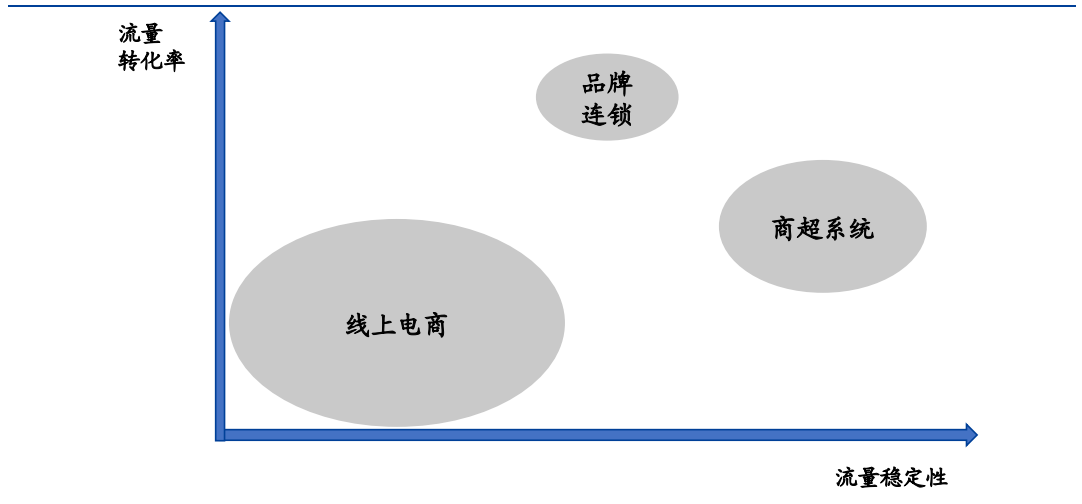 流量
转化率
品牌
连锁
商超系统
线上电商
流量稳定性